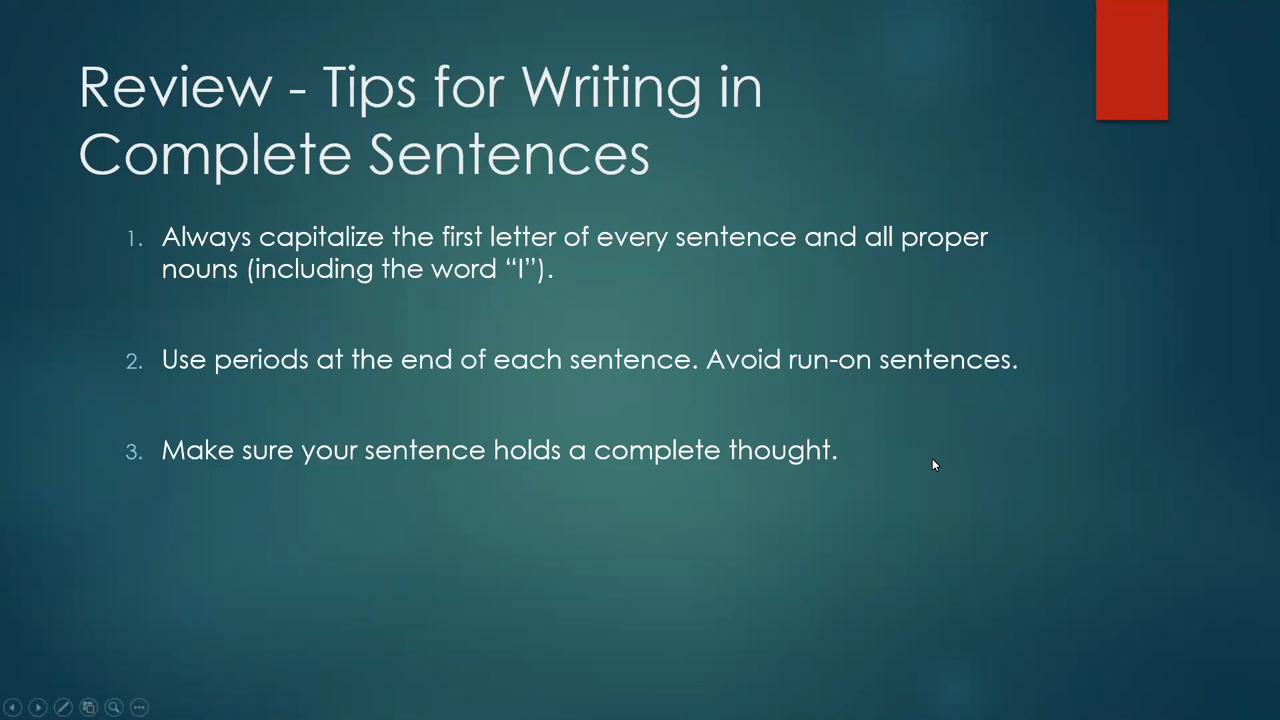 Review - Tips for Writing in
Complete Sentences
1. Always capitalize the first letter of every sentence and all proper
nouns (including the word “I”).
2. Use periods at the end of each sentence. Avoid run-on sentences.
3. Make sure your sentence holds a complete thought.